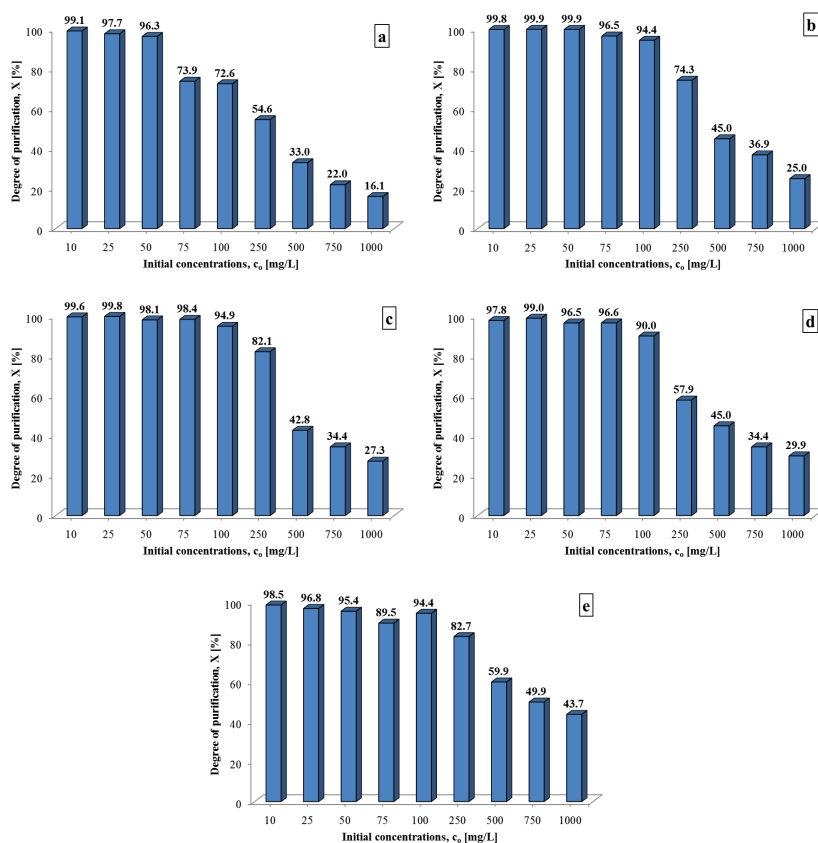 99.1 97.7 96.3 73.9 72.6 54.6 33.0 22.0 16.1
a
Degree of purification, X [%]
100
80
60
40
20
0
10 25 50 75 100 250 500 750 1000
Initial concentrations, cₒ [mg/L]
99.8 99.9 99.9 96.5 94.4 74.3 45.0 36.9 25.0
b
Degree of purification, X [%]
100
80
60
40
20
0
10 25 50 75 100 250 500 750 1000
Initial concentrations, cₒ [mg/L]
99.6 99.8 98.1 98.4 94.9 82.1 42.8 34.4 27.3
c
Degree of purification, X [%]
100
80
60
40
20
0
10 25 50 75 100 250 500 750 1000
Initial concentrations, cₒ [mg/L]
97.8 99.0 96.5 96.6 90.0 57.9 45.0 34.4 29.9
d
Degree of purification, X [%]
100
80
60
40
20
0
10 25 50 75 100 250 500 750 1000
Initial concentrations, cₒ [mg/L]
98.5 96.8 95.4 89.5 94.4 82.7 59.9 49.9 43.7
e
Degree of purification, X [%]
100
80
60
40
20
0
10 25 50 75 100 250 500 750 1000
Initial concentrations, cₒ [mg/L]